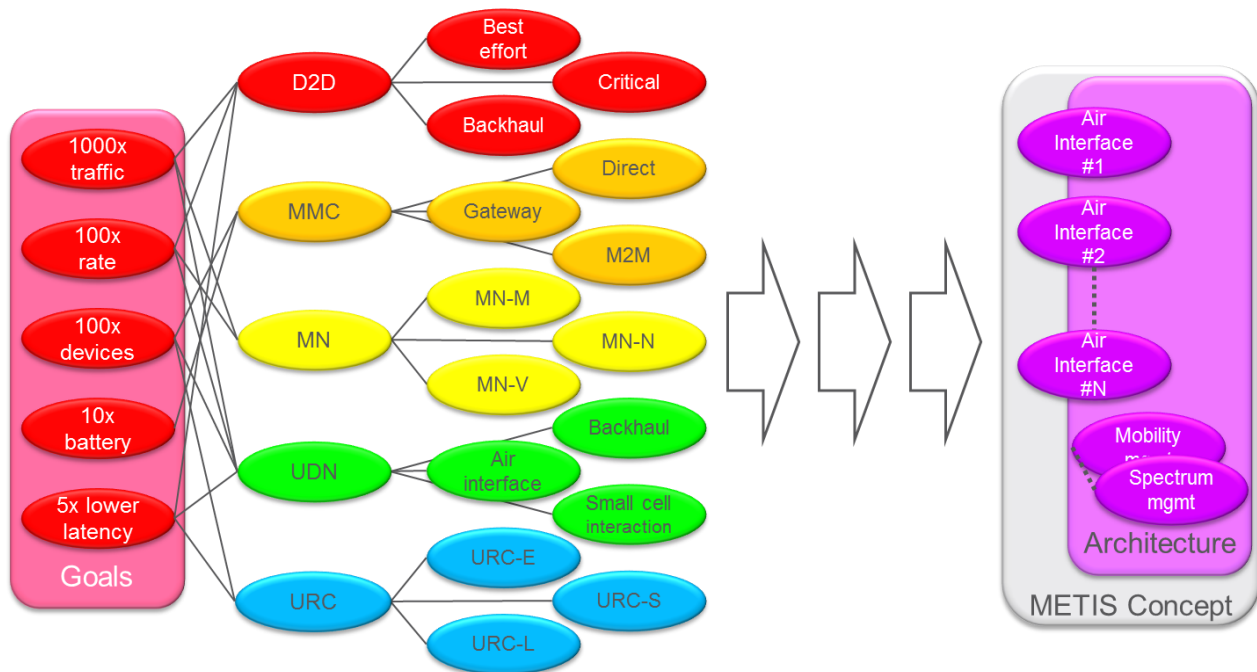 1000x
traffic
100x
rate
100x
devices
10x
battery
5x lower
latency
Goals
D2D
Best
effort
Critical
Backhaul
MMC
Direct
Gateway
M2M
MN
MN-M
MN-N
MN-V
UDN
Backhaul
Air
interface
Small cell
interaction
URC
URC-E
URC-S
URC-L
Air
Interface
#1
Air
Interface
#2
Air
Interface
#N
Mobility
Spectrum
mgmt
Architecture
METIS Concept